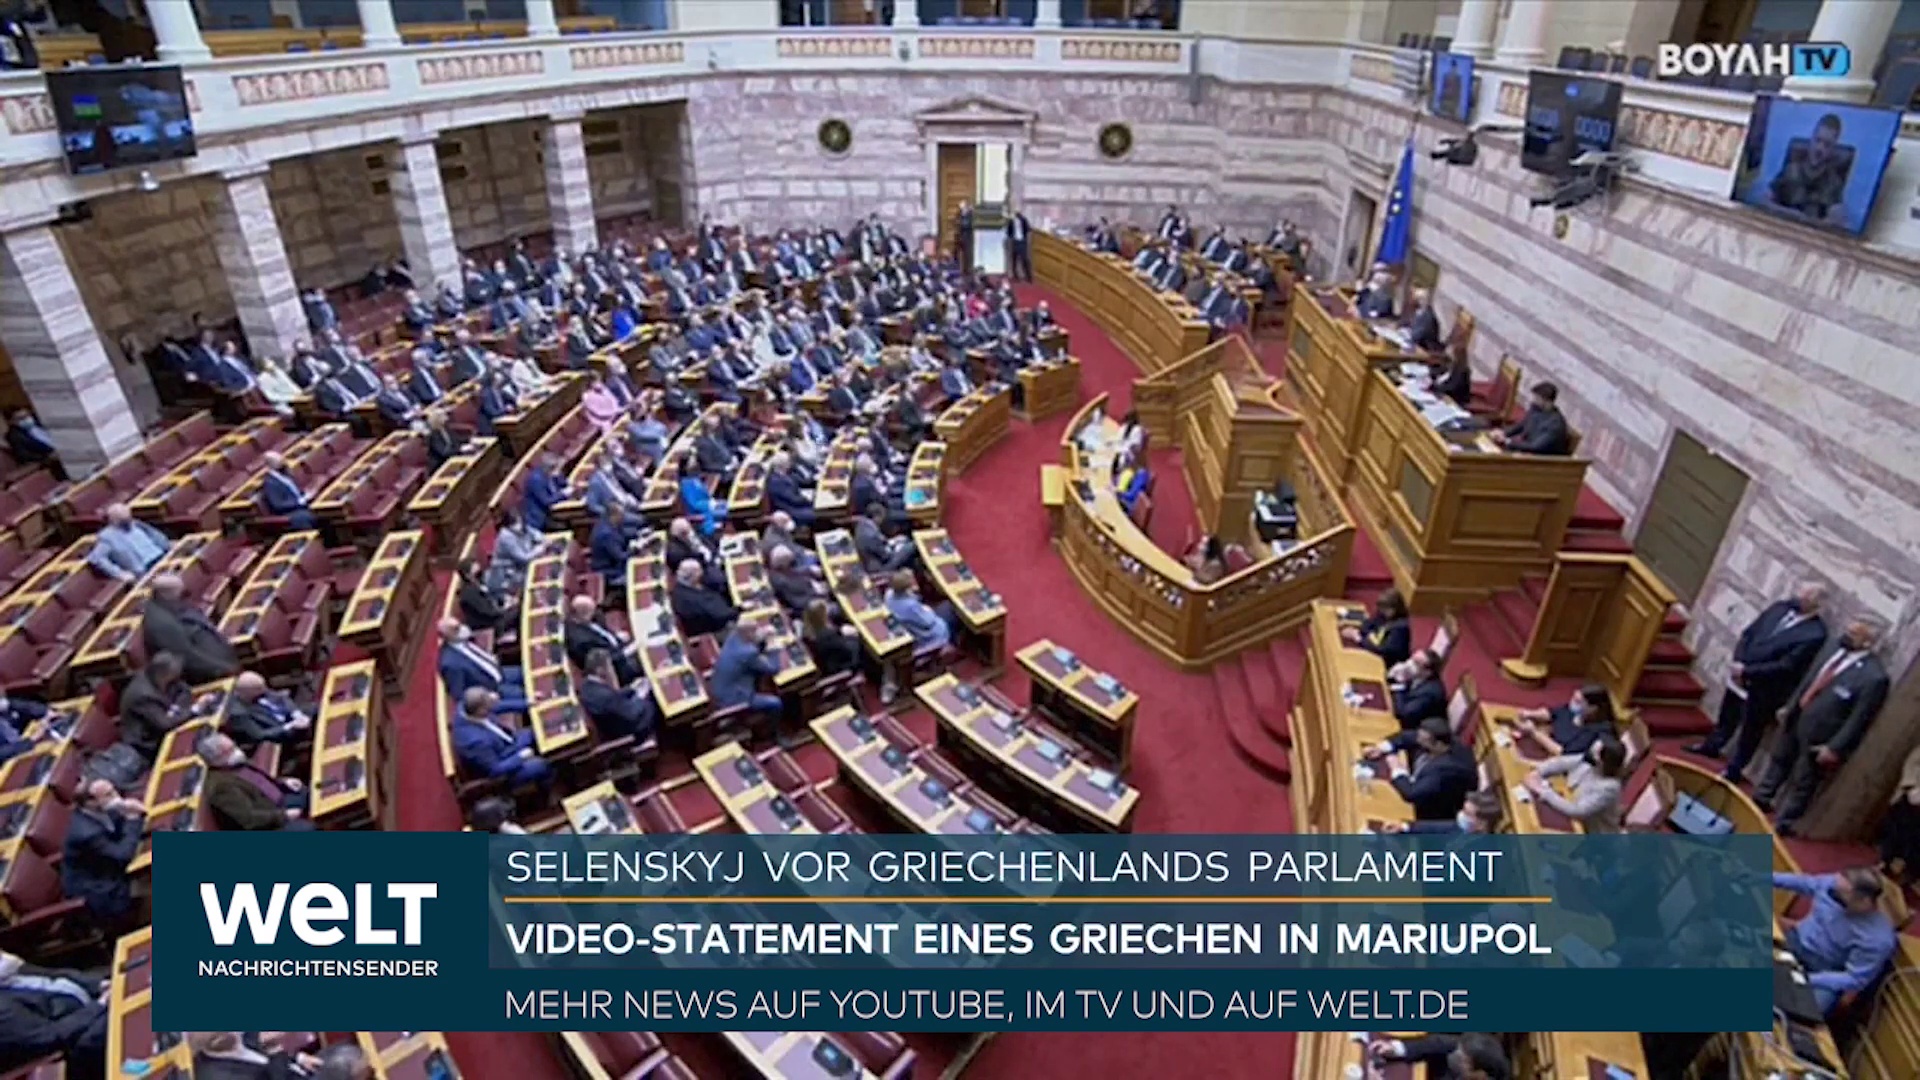 BOYAH TV
SELENSKYJ VOR GRIECHENLANDS PARLAMENT
VIDEO-STATEMENT EINES GRIECHEN IN MARIUPOL
WELT
NACHRICHTENSENDER
MEHR NEWS AUF YOUTUBE, IM TV UND AUF WELT.DE